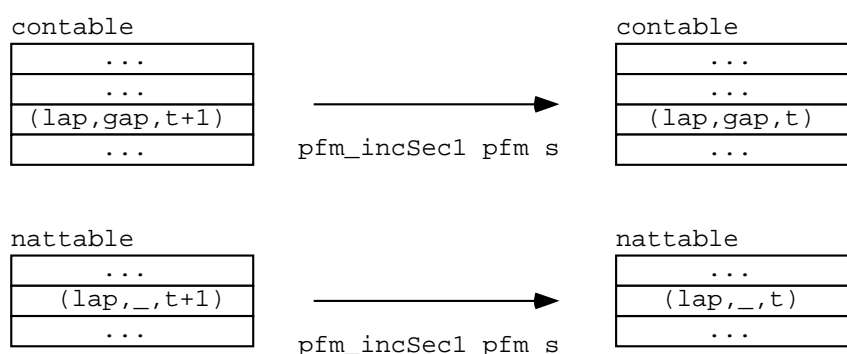 contable contable
... ...
... ...
(lap,gap,t+1) (lap,gap,t)
... ...
pfm_incSec1 pfm s
nattable nattable
... ...
(lap,_,t+1) (lap,_,t)
... ...
pfm_incSec1 pfm s